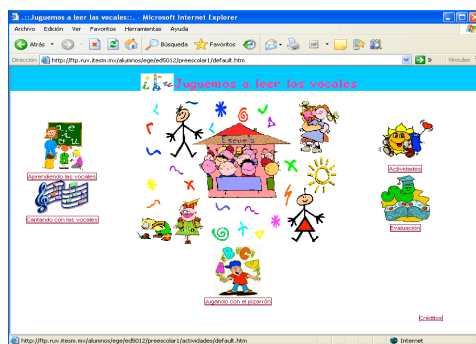 .::Juguemos a leer las vocales::. - Microsoft Internet Explorer
Archivo Edición Ver Favoritos Herramientas Ayuda
Atrás Búsqueda Favoritos
Dirección http://ftp.ruv.itesm.mx/alumnos/ege/ed5012/preescolar1/default.htm Ir Vínculos
Juguemos a leer las vocales
Escuela
Aprendiendo las vocales
Actividades
Cantando con las vocales
Evaluación
Jugando con el pizarrón
Créditos
http://ftp.ruv.itesm.mx/alumnos/ege/ed5012/preescolar1/actividades/default.htm Internet